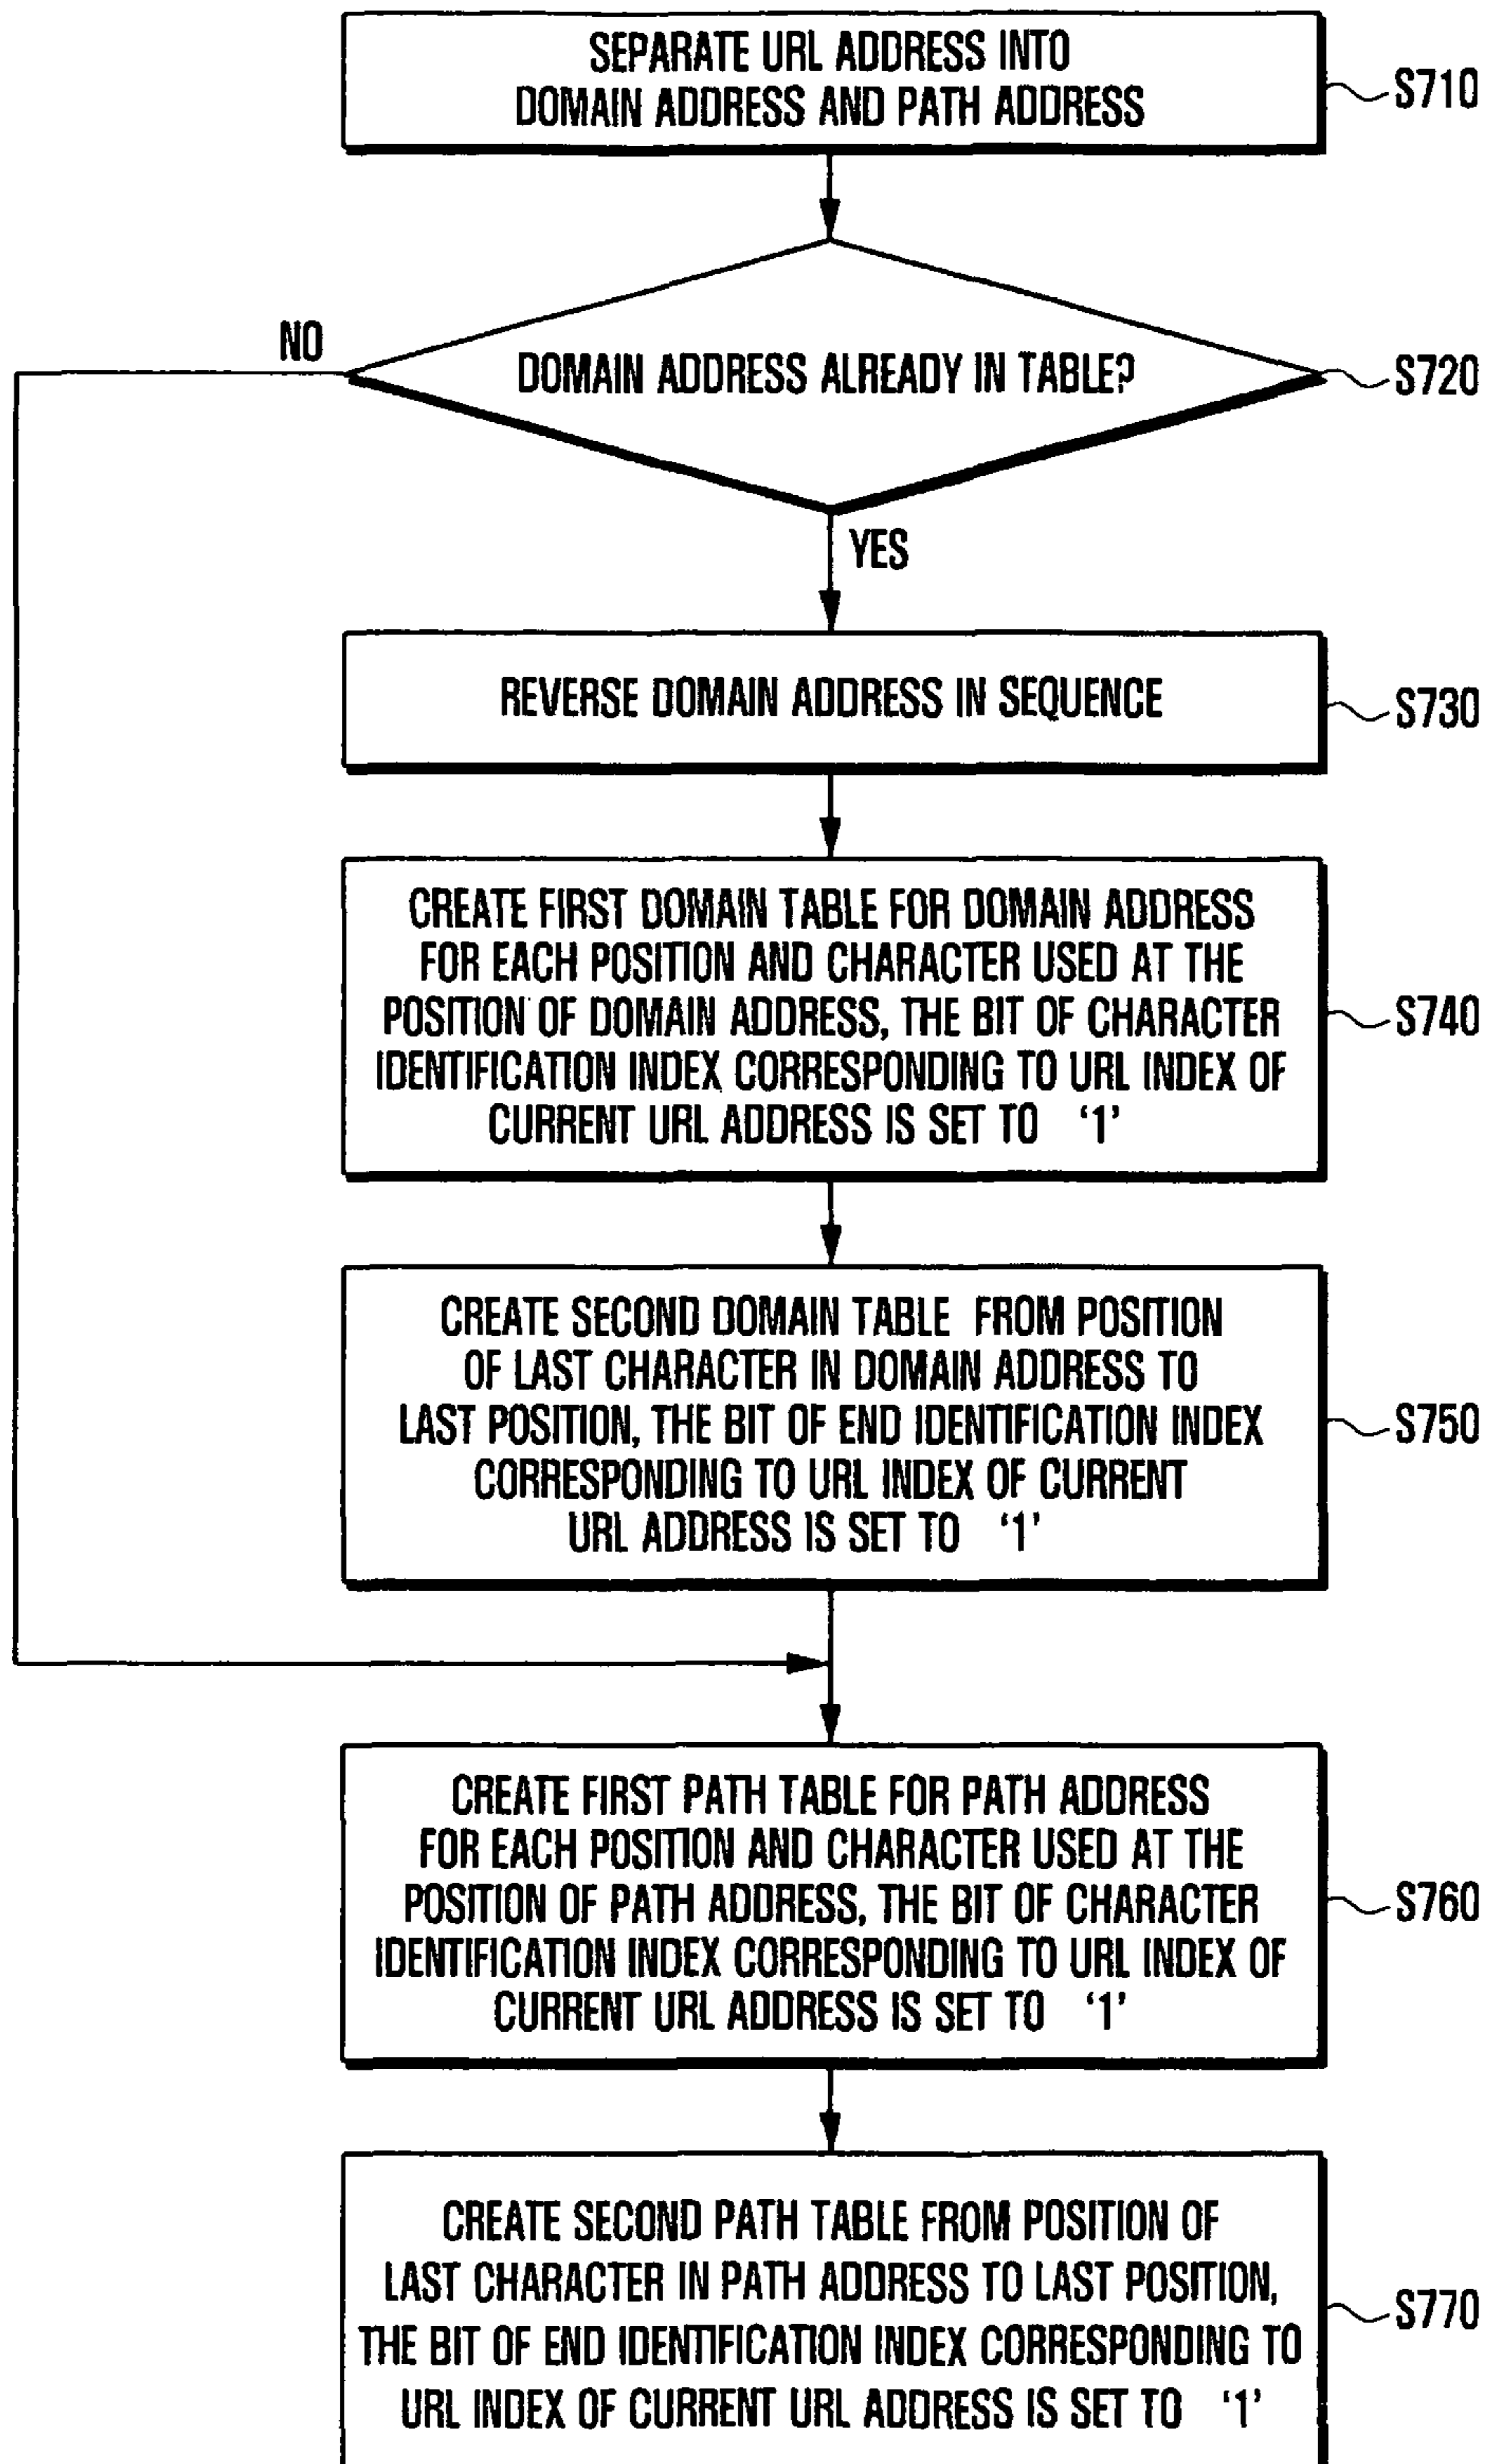 SEPARATE URL ADDRESS INTO
DOMAIN ADDRESS AND PATH ADDRESS
S710
NO
DOMAIN ADDRESS ALREADY IN TABLE?
S720
YES
REVERSE DOMAIN ADDRESS IN SEQUENCE
S730
CREATE FIRST DOMAIN TABLE FOR DOMAIN ADDRESS
FOR EACH POSITION AND CHARACTER USED AT THE
POSITION OF DOMAIN ADDRESS, THE BIT OF CHARACTER
IDENTIFICATION INDEX CORRESPONDING TO URL INDEX OF
CURRENT URL ADDRESS IS SET TO ‘1’
S740
CREATE SECOND DOMAIN TABLE FROM POSITION
OF LAST CHARACTER IN DOMAIN ADDRESS TO
LAST POSITION, THE BIT OF END IDENTIFICATION INDEX
CORRESPONDING TO URL INDEX OF CURRENT
URL ADDRESS IS SET TO ‘1’
S750
CREATE FIRST PATH TABLE FOR PATH ADDRESS
FOR EACH POSITION AND CHARACTER USED AT THE
POSITION OF PATH ADDRESS, THE BIT OF CHARACTER
IDENTIFICATION INDEX CORRESPONDING TO URL INDEX OF
CURRENT URL ADDRESS IS SET TO ‘1’
S760
CREATE SECOND PATH TABLE FROM POSITION OF
LAST CHARACTER IN PATH ADDRESS TO LAST POSITION,
THE BIT OF END IDENTIFICATION INDEX CORRESPONDING TO
URL INDEX OF CURRENT URL ADDRESS IS SET TO ‘1’
S770